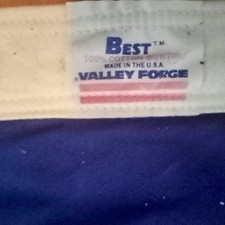 BEST™
100% COTTON BUNTING
MADE IN THE U.S.A.
VALLEY FORGE